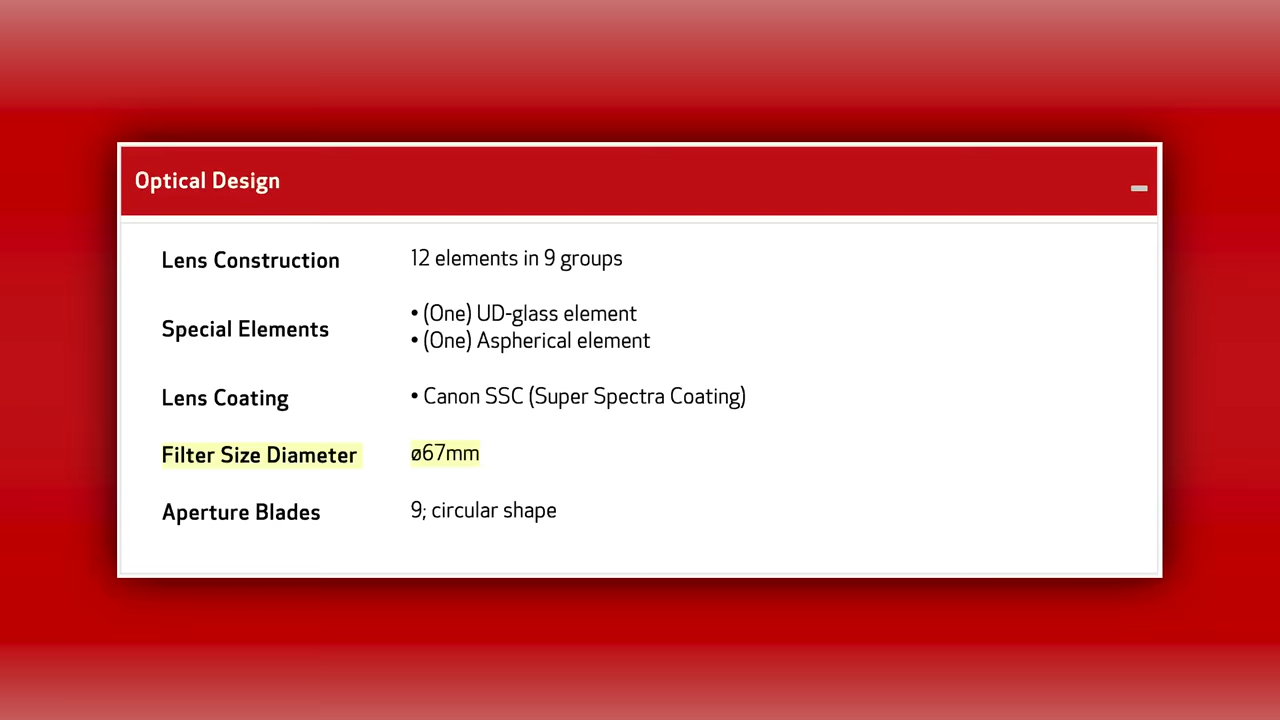 Optical Design
Lens Construction 12 elements in 9 groups
Special Elements
• (One) UD-glass element
• (One) Aspherical element
Lens Coating • Canon SSC (Super Spectra Coating)
Filter Size Diameter ø67mm
Aperture Blades 9; circular shape